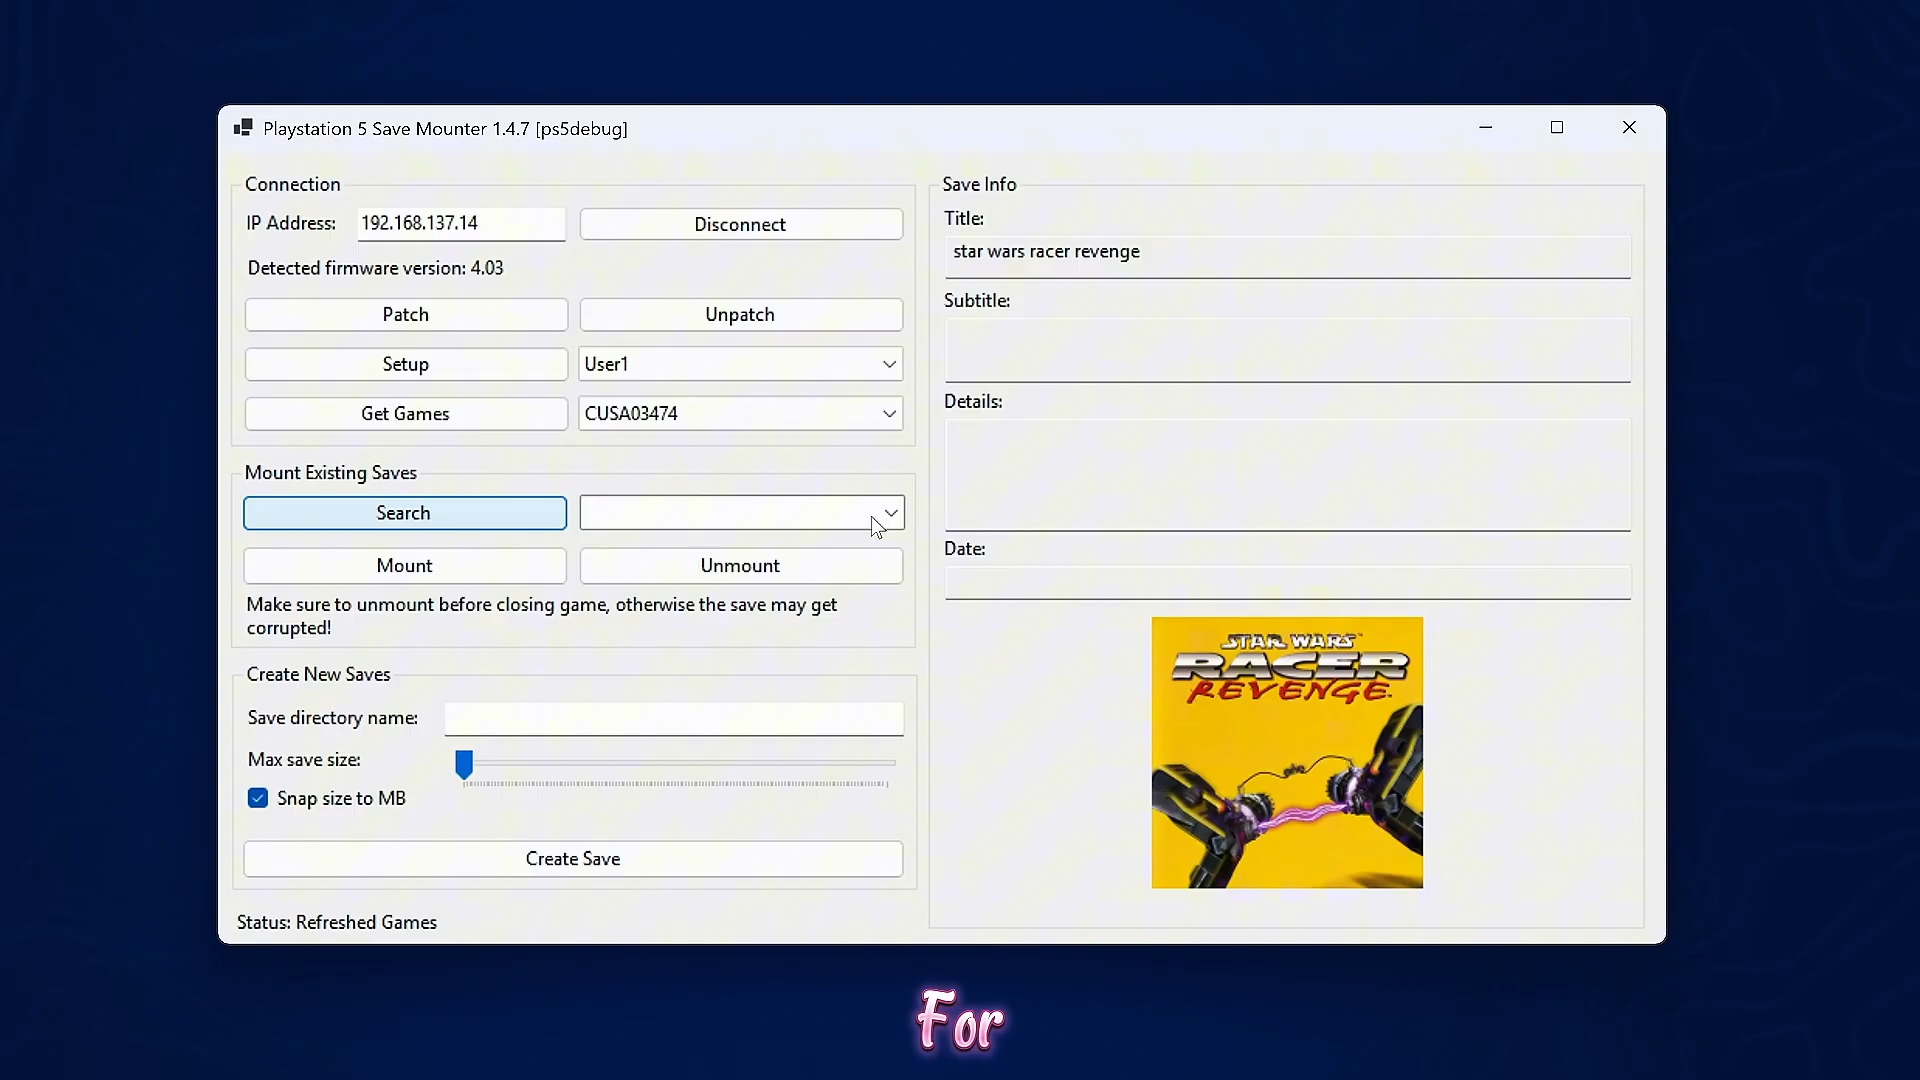 Playstation 5 Save Mounter 1.4.7 [ps5debug]
Connection
IP Address: 192.168.137.14 Disconnect
Detected firmware version: 4.03
Patch Unpatch
Setup User1
Get Games CUSA03474
Mount Existing Saves
Search
Mount Unmount
Make sure to unmount before closing game, otherwise the save may get
corrupted!
Create New Saves
Save directory name:
Max save size:
Snap size to MB
Create Save
Status: Refreshed Games
Save Info
Title:
star wars racer revenge
Subtitle:
Details:
Date:
STAR WARS
RACER
REVENGE
For